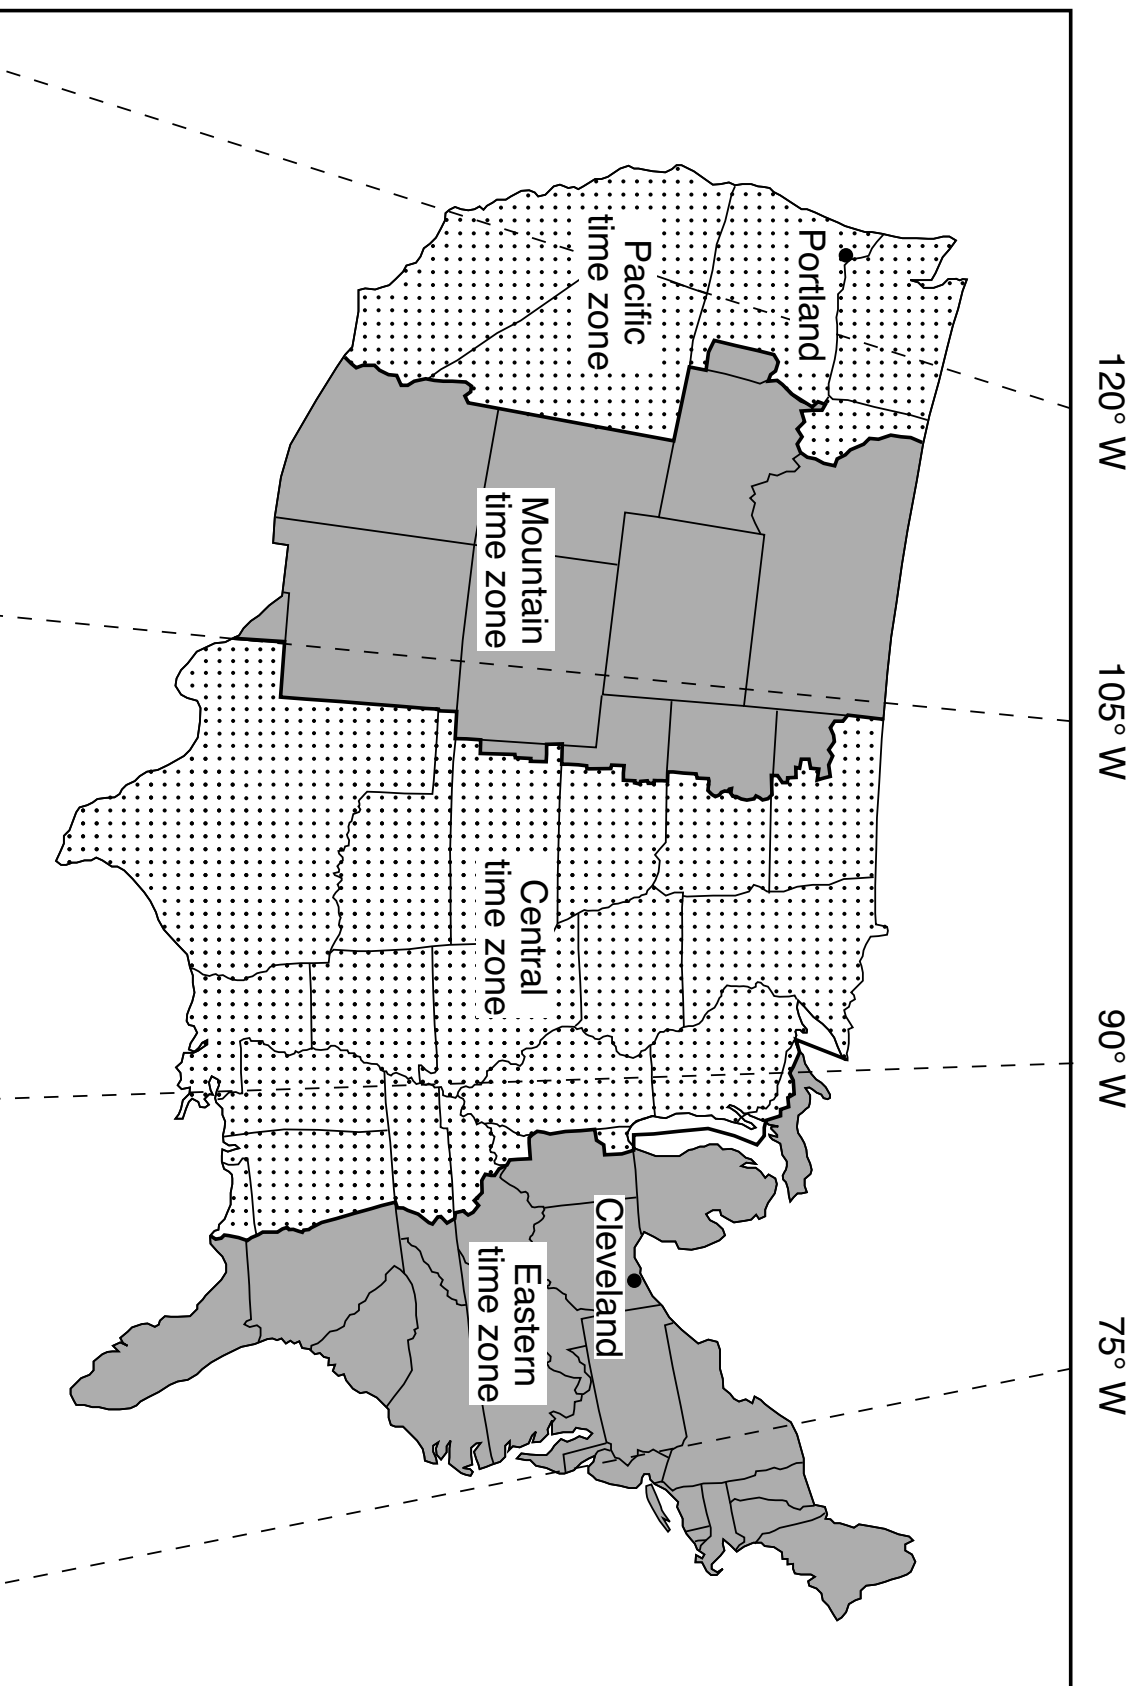 120° W
105° W
90° W
75° W
Portland
Pacific
time zone
Mountain
time zone
Central
time zone
Cleveland
Eastern
time zone